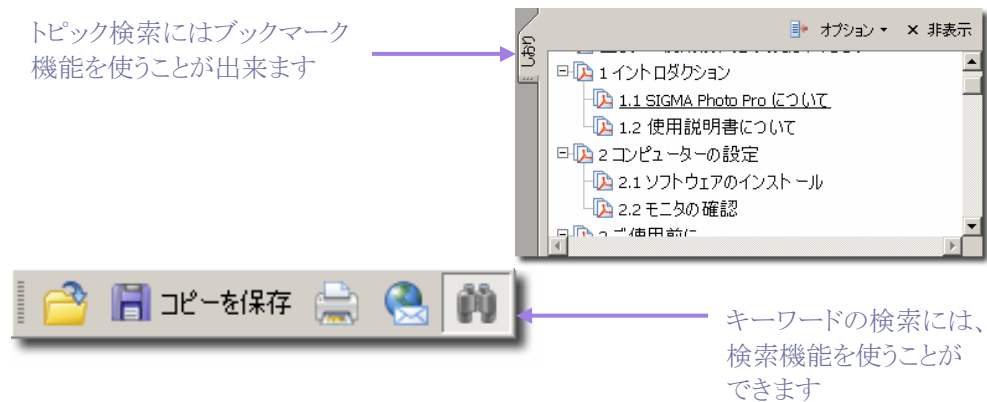 トピック検索にはブックマーク
機能を使うことが出来ます
しおり
オプション
× 非表示
1 イントロダクション
1.1 SIGMA Photo Pro について
1.2 使用説明書について
2 コンピューターの設定
2.1 ソフトウェアのインストール
2.2 モニタの確認
コピーを保存
キーワードの検索には、
検索機能を使うことが
できます